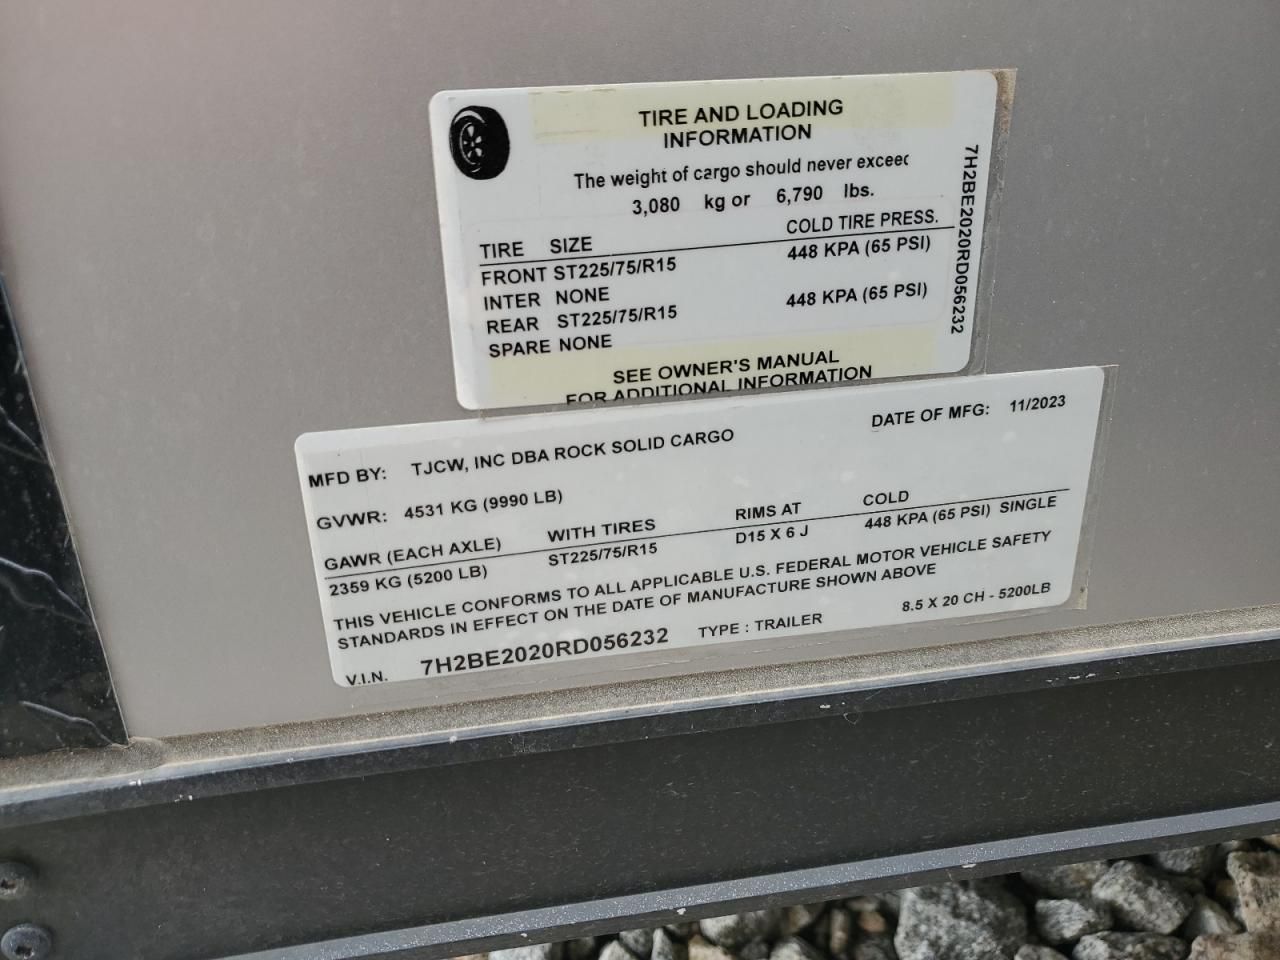 TIRE AND LOADING
INFORMATION
The weight of cargo should never exceed
3,080 kg or 6,790 lbs.
TIRE SIZE COLD TIRE PRESS.
FRONT ST225/75/R15 448 KPA (65 PSI)
INTER NONE
REAR ST225/75/R15 448 KPA (65 PSI)
SPARE NONE
SEE OWNER'S MANUAL
FOR ADDITIONAL INFORMATION
7H2BE2020RD056232
MFD BY: TJCW, INC DBA ROCK SOLID CARGO DATE OF MFG: 11/2023
GVWR: 4531 KG (9990 LB)
GAWR (EACH AXLE) WITH TIRES RIMS AT COLD
2359 KG (5200 LB) ST225/75/R15 D15 X 6 J 448 KPA (65 PSI) SINGLE
THIS VEHICLE CONFORMS TO ALL APPLICABLE U.S. FEDERAL MOTOR VEHICLE SAFETY
STANDARDS IN EFFECT ON THE DATE OF MANUFACTURE SHOWN ABOVE
V.I.N. 7H2BE2020RD056232 TYPE : TRAILER 8.5 X 20 CH - 5200LB